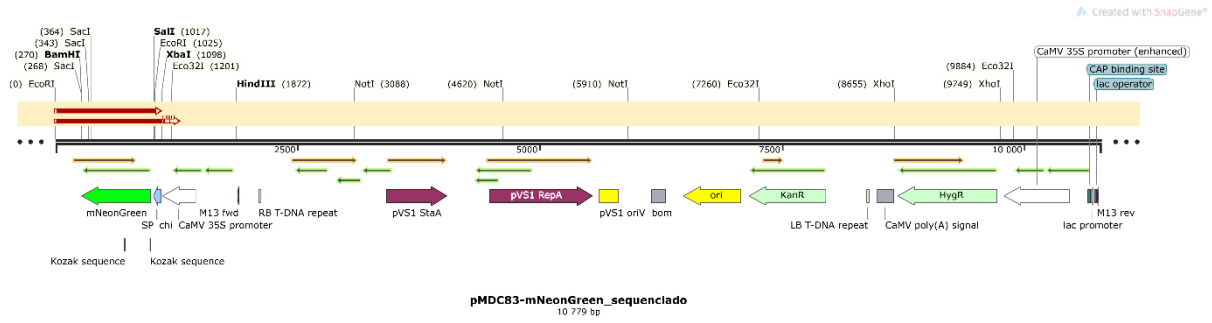 Created with SnapGene®
(364) SacI
SalI (1017)
(343) SacI
EcoRI (1025)
(270) BamHI
XbaI (1098)
(268) SacI
Eco32I (1201)
(0) EcoRI
HindIII (1872)
NotI (3088)
(4620) NotI
(5910) NotI
(7260) Eco32I
(8655) XhoI
(9749) XhoI
(9884) Eco32I
CaMV 35S promoter (enhanced)
CAP binding site
lac operator
2500
5000
7500
10 000
mNeonGreen
pVS1 StaA
pVS1 RepA
ori
KanR
HygR
SP chi
CaMV 35S promoter
M13 fwd
RB T-DNA repeat
pVS1 oriV
bom
LB T-DNA repeat
CaMV poly(A) signal
lac promoter
M13 rev
Kozak sequence
Kozak sequence
pMDC83-mNeonGreen_sequenciado
10 779 bp